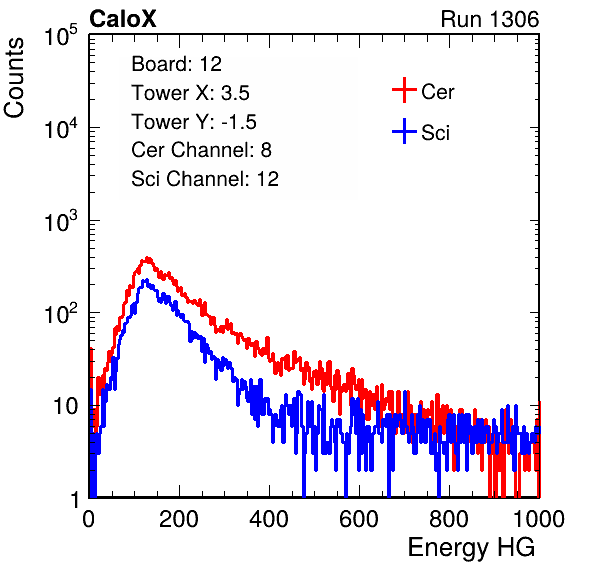 CaloX Run 1306
Counts
10^5
10^4
10^3
10^2
10
1
Board: 12
Tower X: 3.5
Tower Y: -1.5
Cer Channel: 8
Sci Channel: 12
Cer
Sci
0 200 400 600 800 1000
Energy HG